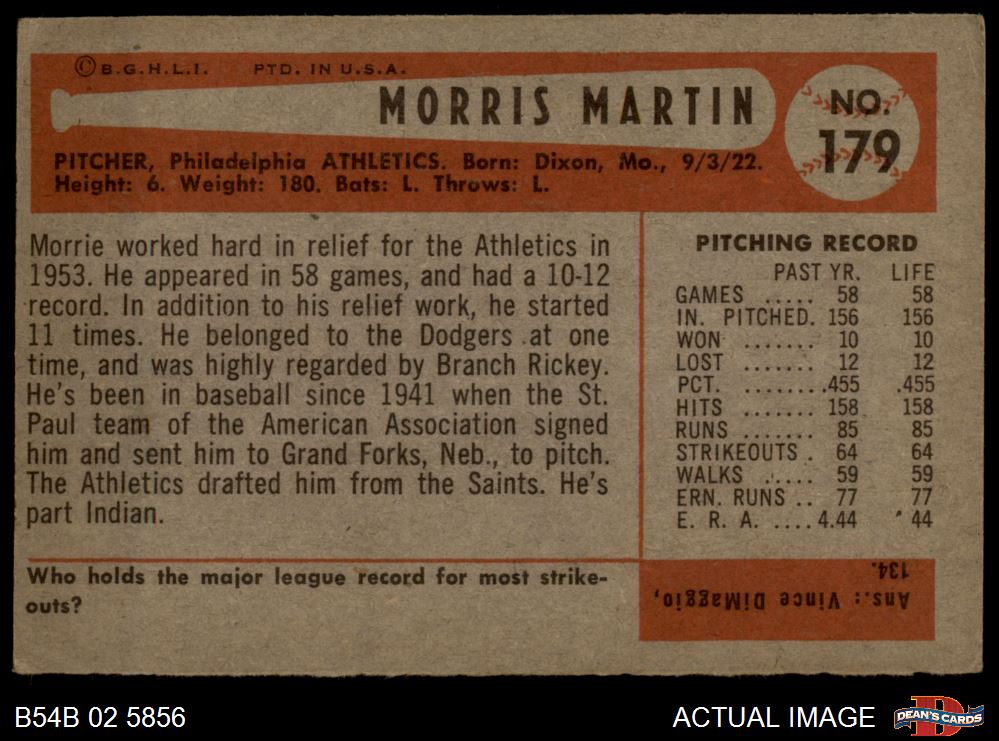 ©B.G.H.L.I. PTD. IN U.S.A.
MORRIS MARTIN
NO.
179
PITCHER, Philadelphia ATHLETICS. Born: Dixon, Mo., 9/3/22.
Height: 6. Weight: 180. Bats: L. Throws: L.
Morrie worked hard in relief for the Athletics in
1953. He appeared in 58 games, and had a 10-12
record. In addition to his relief work, he started
11 times. He belonged to the Dodgers at one
time, and was highly regarded by Branch Rickey.
He's been in baseball since 1941 when the St.
Paul team of the American Association signed
him and sent him to Grand Forks, Neb., to pitch.
The Athletics drafted him from the Saints. He's
part Indian.
PITCHING RECORD
PAST YR. LIFE
GAMES ..... 58 58
IN. PITCHED. 156 156
WON ....... 10 10
LOST ....... 12 12
PCT. ........ .455 .455
HITS ....... 158 158
RUNS ....... 85 85
STRIKEOUTS . 64 64
WALKS ...... 59 59
ERN. RUNS .. 77 77
E. R. A. .... 4.44 44
Who holds the major league record for most strike-
outs?
Ans.: Vince DiMaggio,
134.
B54B 02 5856
ACTUAL IMAGE
DEAN'S CARDS